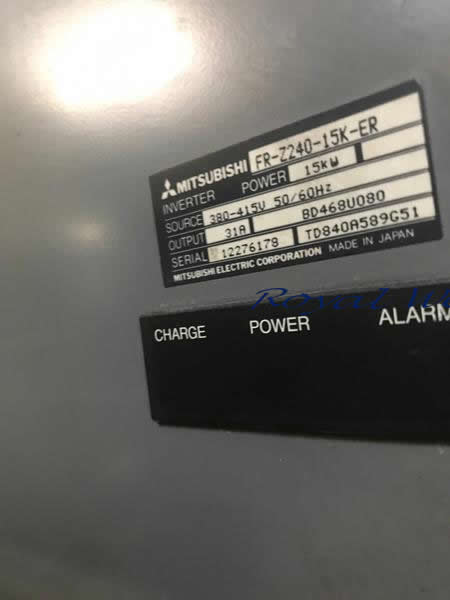 MITSUBISHI FR-Z240-15K-ER
INVERTER POWER 15kW
SOURCE 380-415V 50/60Hz
OUTPUT 31A BD468U080
SERIAL 12276178 TD840A589G51
MITSUBISHI ELECTRIC CORPORATION MADE IN JAPAN
CHARGE POWER ALARM